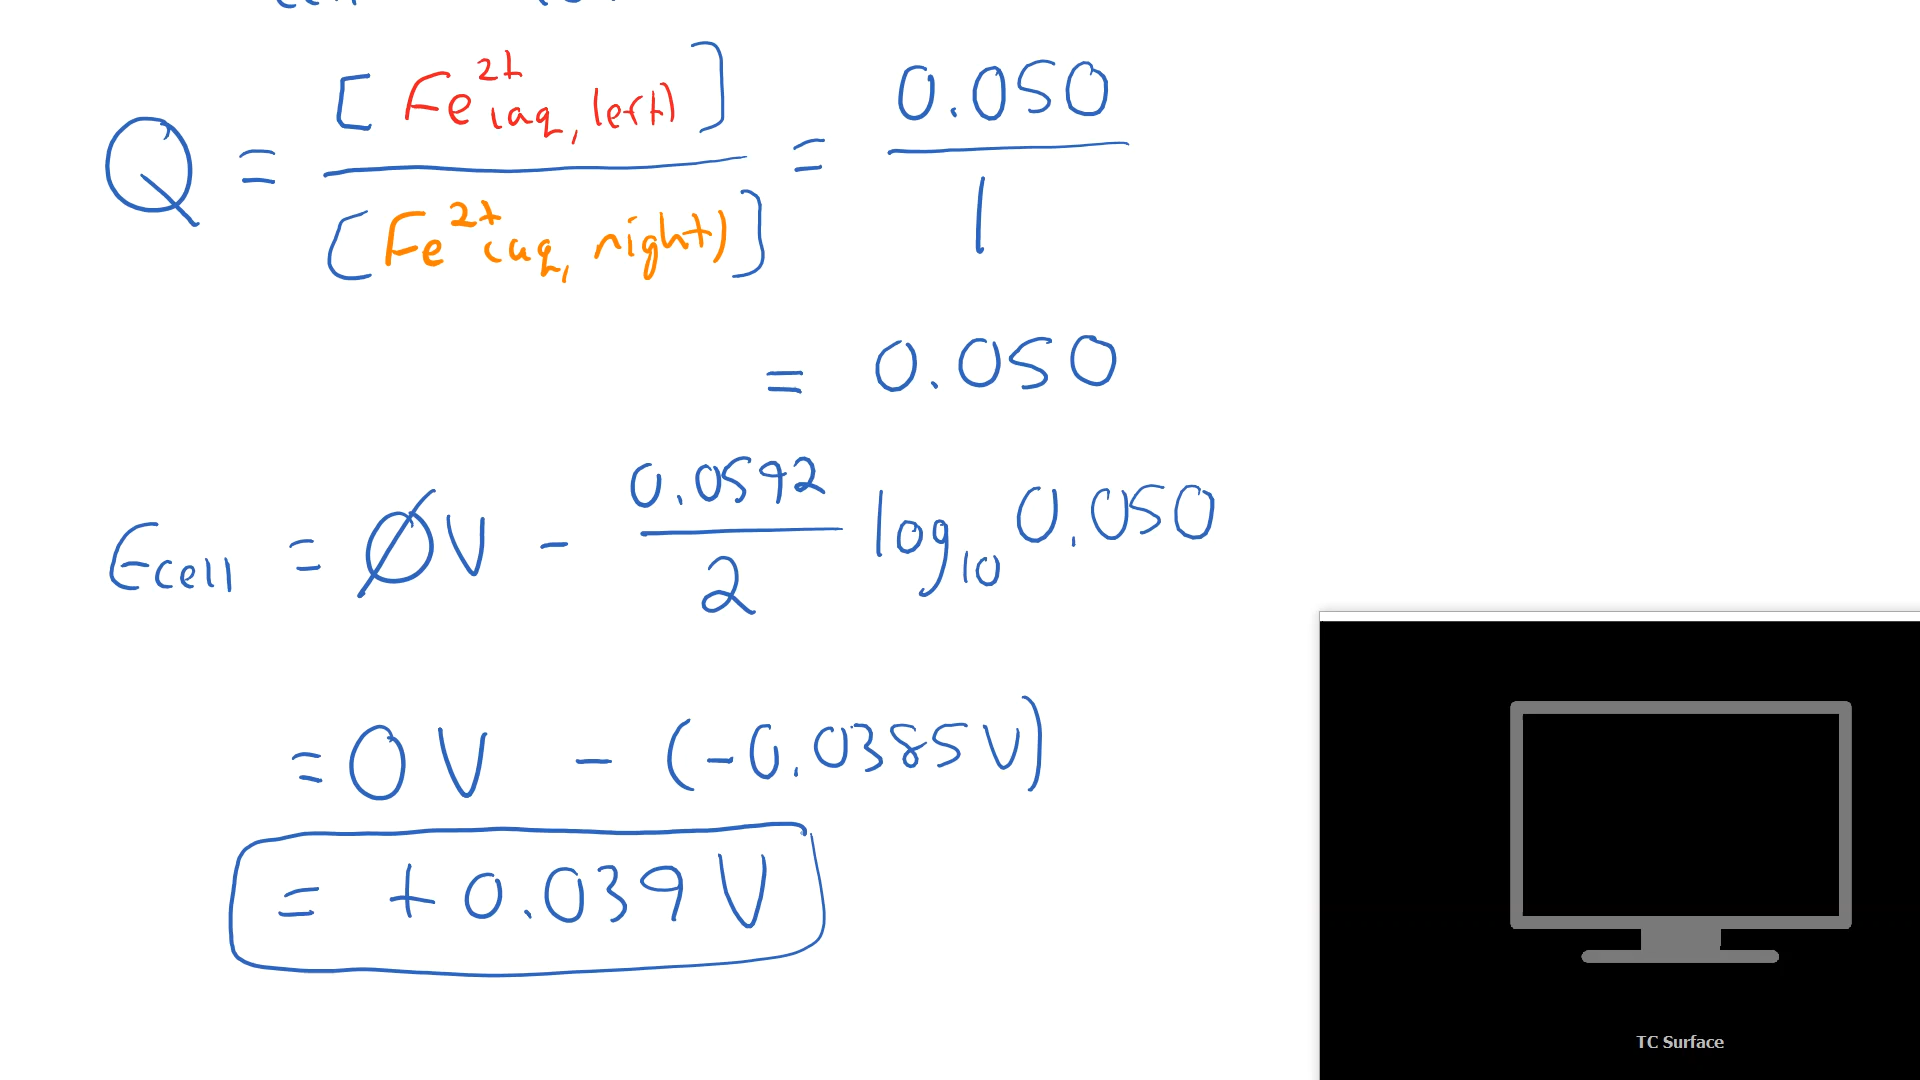 Q = [Fe²⁺(aq, left)] / [Fe²⁺(aq, right)] = 0.050 / 1
= 0.050
Ecell = 0̸ V - 0.0592 / 2 log₁₀ 0.050
= 0 V - (-0.0385 V)
= + 0.039 V
TC Surface